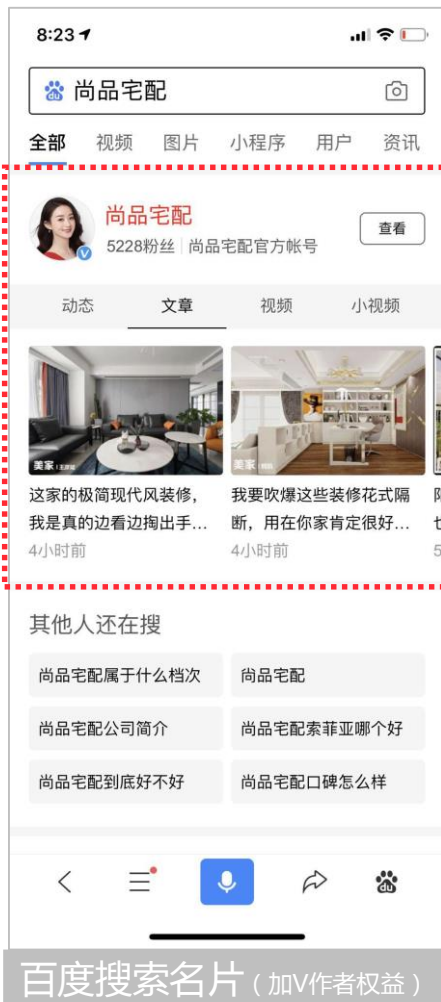 8:23
du 尚品宅配
全部 视频 图片 小程序 用户 资讯
尚品宅配
5228粉丝 尚品宅配官方帐号
查看
动态 文章 视频 小视频
美家
美家
这家的极简现代风装修,
我是真的边看边掏出手...
4小时前
我要吹爆这些装修花式隔
断,用在你家肯定很好...
4小时前
5
其他人还在搜
尚品宅配属于什么档次
尚品宅配
尚品宅配公司简介
尚品宅配索菲亚哪个好
尚品宅配到底好不好
尚品宅配口碑怎么样
du
百度搜索名片(加V作者权益)